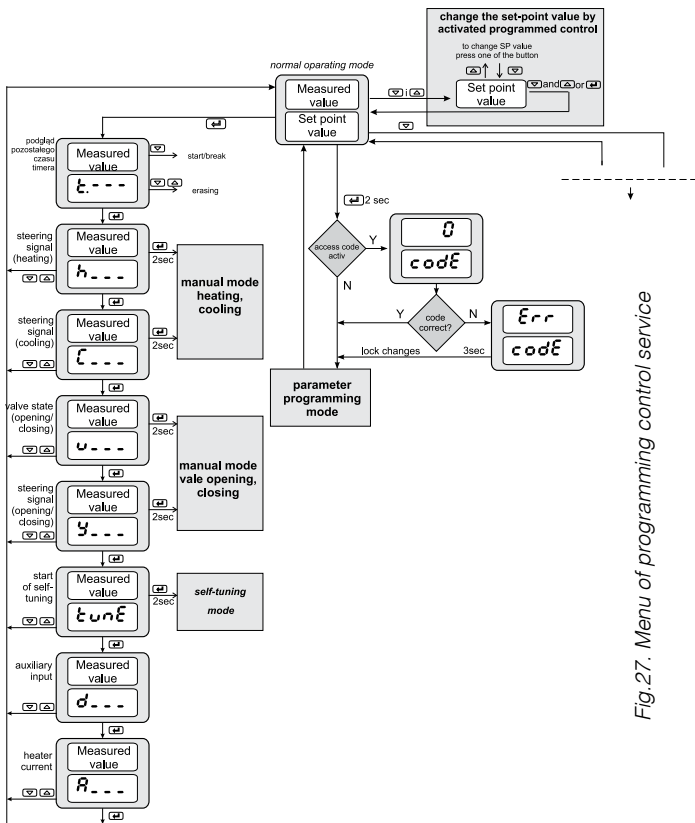 change the set-point value by
activated programmed control
to change SP value
press one of the button
and
or
Set point
value
normal operating mode
Measured
value
Set point
value
i
podgląd
pozostałego
czasu
timera
Measured
value
t.---
start/break
erasing
2 sec
access code
activ
Y
N
0
codE
code
correct?
Y
N
Err
codE
lock changes
3sec
parameter
programming
mode
steering
signal
(heating)
Measured
value
h---
2sec
manual mode
heating,
cooling
steering
signal
(cooling)
Measured
value
C---
2sec
valve state
(opening/
closing)
Measured
value
v---
2sec
manual mode
vale opening,
closing
steering
signal
(opening/
closing)
Measured
value
y---
2sec
start
of self-
tuning
Measured
value
tunE
2sec
self-tuning
mode
auxiliary
input
Measured
value
d---
heater
current
Measured
value
A---
Fig.27. Menu of programming control service